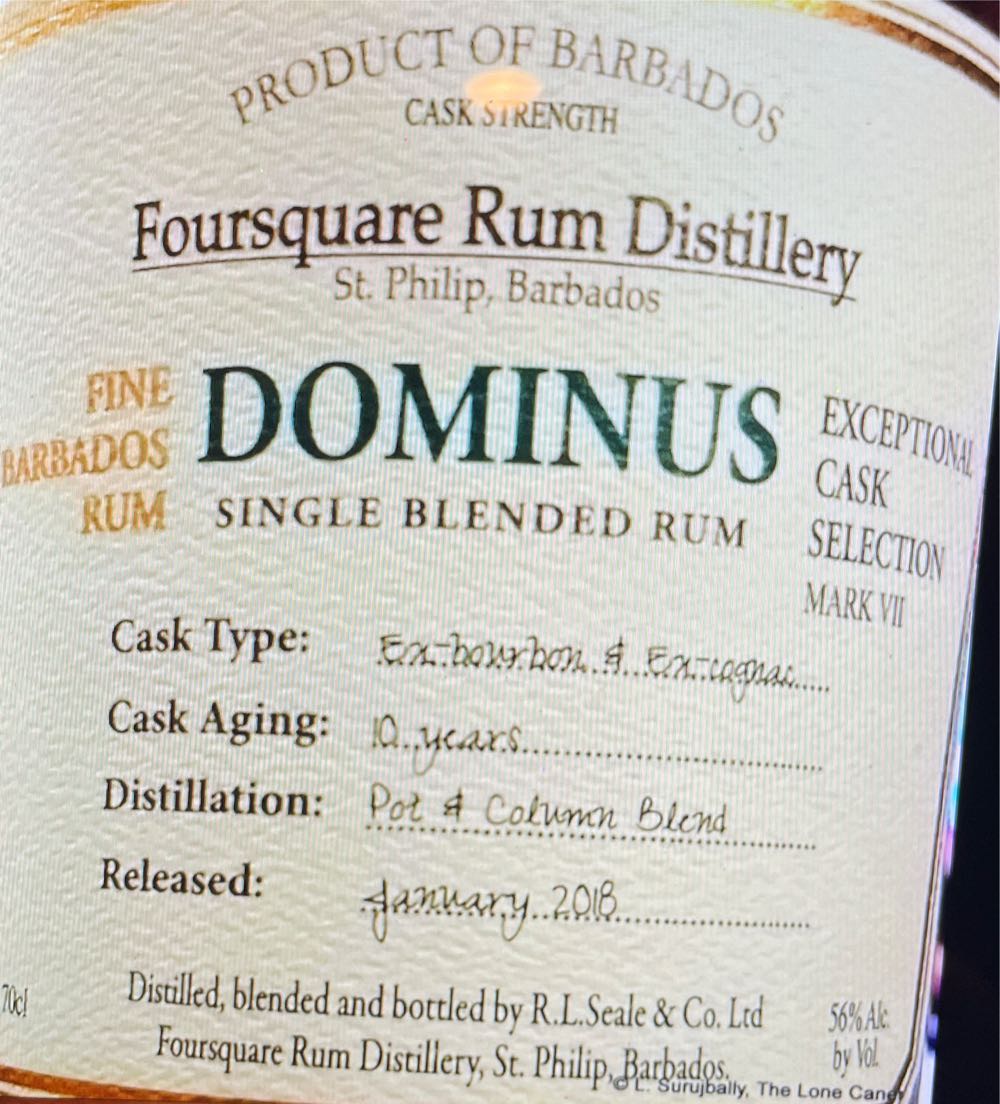 PRODUCT OF BARBADOS
CASK STRENGTH
Foursquare Rum Distillery
St. Philip, Barbados
FINE
BARBADOS
RUM
DOMINUS
SINGLE BLENDED RUM
EXCEPTIONAL
CASK
SELECTION
MARK VII
Cask Type: Ex-bourbon & Ex-cognac
Cask Aging: 10 years
Distillation: Pot & Column Blend
Released: January 2018
70cl
Distilled, blended and bottled by R.L.Seale & Co. Ltd
Foursquare Rum Distillery, St. Philip, Barbados.
56% Alc.
by Vol.
© L. Surujbally, The Lone Caner